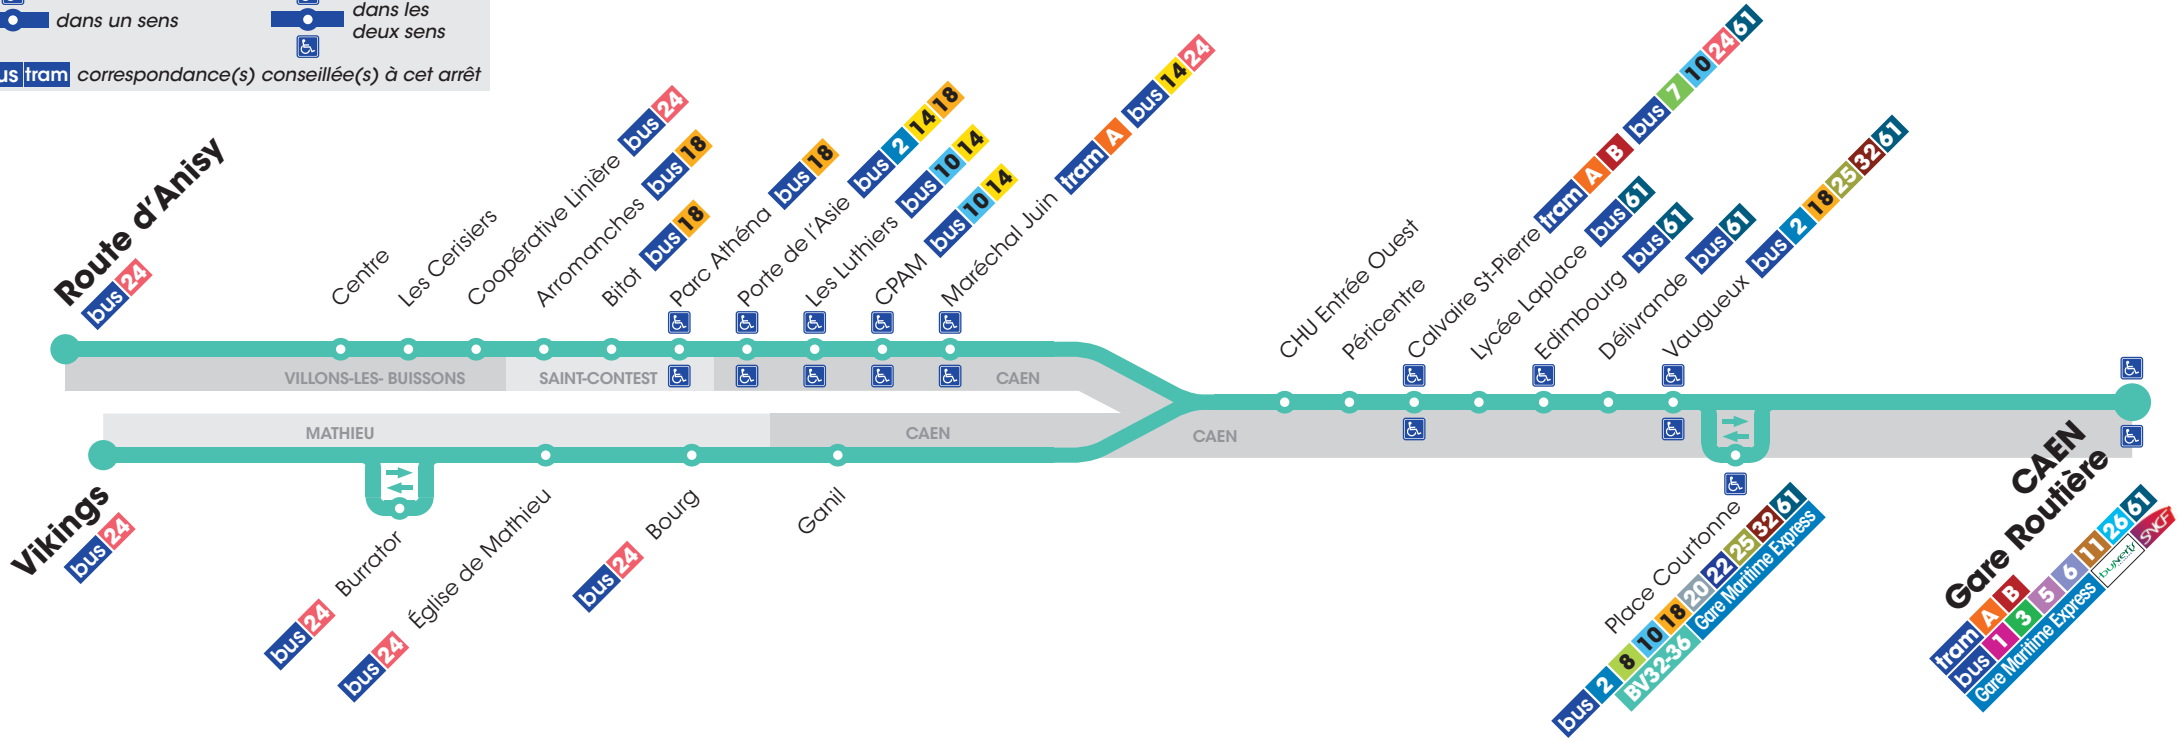 dans un sens
dans les
deux sens
us tram correspondance(s) conseillée(s) à cet arrêt
Route d'Anisy
bus 24
Centre
Les Cerisiers
Coopérative Linière bus 24
Arromanches bus 18
Bitot bus 18
Parc Athéna bus 18
Porte de l'Asie bus 2 14 18
Les Luthiers bus 10 14
CPAM bus 10 14
Maréchal Juin tram A bus 14 24
CHU Entrée Ouest
Péricentre
Calvaire St-Pierre tram A B bus 7 10 24 61
Lycée Laplace bus 61
Edimbourg bus 61
Délivrande bus 61
Vaugueux bus 2 18 25 32 61
VILLONS-LES- BUISSONS
SAINT-CONTEST
CAEN
MATHIEU
CAEN
CAEN
Vikings
bus 24
Burrator
bus 24
Église de Mathieu
bus 24
Bourg
bus 24
Ganil
Place Courtonne
bus 2 8 10 18 20 22 25 32 61
BV32-36 Gare Maritime Express
CAEN
Gare Routière
tram A B
bus 1 3 5 6 11 26 61
Gare Maritime Express busverts SNCF